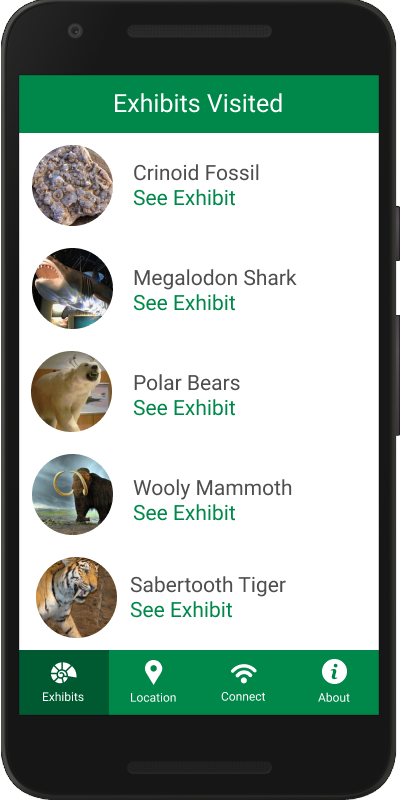 Exhibits Visited
Crinoid Fossil
See Exhibit
Megalodon Shark
See Exhibit
Polar Bears
See Exhibit
Wooly Mammoth
See Exhibit
Sabertooth Tiger
See Exhibit
Exhibits
Location
Connect
About